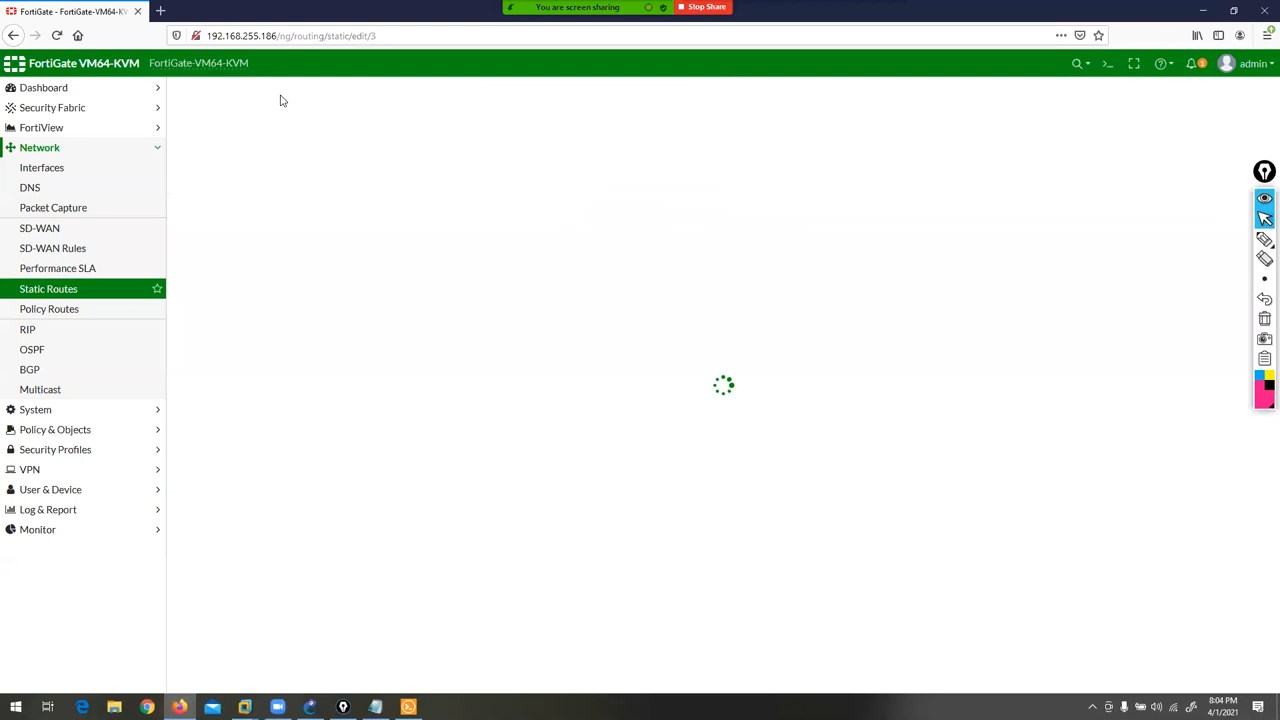 You are screen sharing
Stop Share
FortiGate - FortiGate-VM64-KV
192.168.255.186/ng/routing/static/edit/3
FortiGate VM64-KVM
FortiGate-VM64-KVM
1
admin
Dashboard
Security Fabric
FortiView
Network
Interfaces
DNS
Packet Capture
SD-WAN
SD-WAN Rules
Performance SLA
Static Routes
Policy Routes
RIP
OSPF
BGP
Multicast
System
Policy & Objects
Security Profiles
VPN
User & Device
Log & Report
Monitor
8:04 PM
4/1/2021